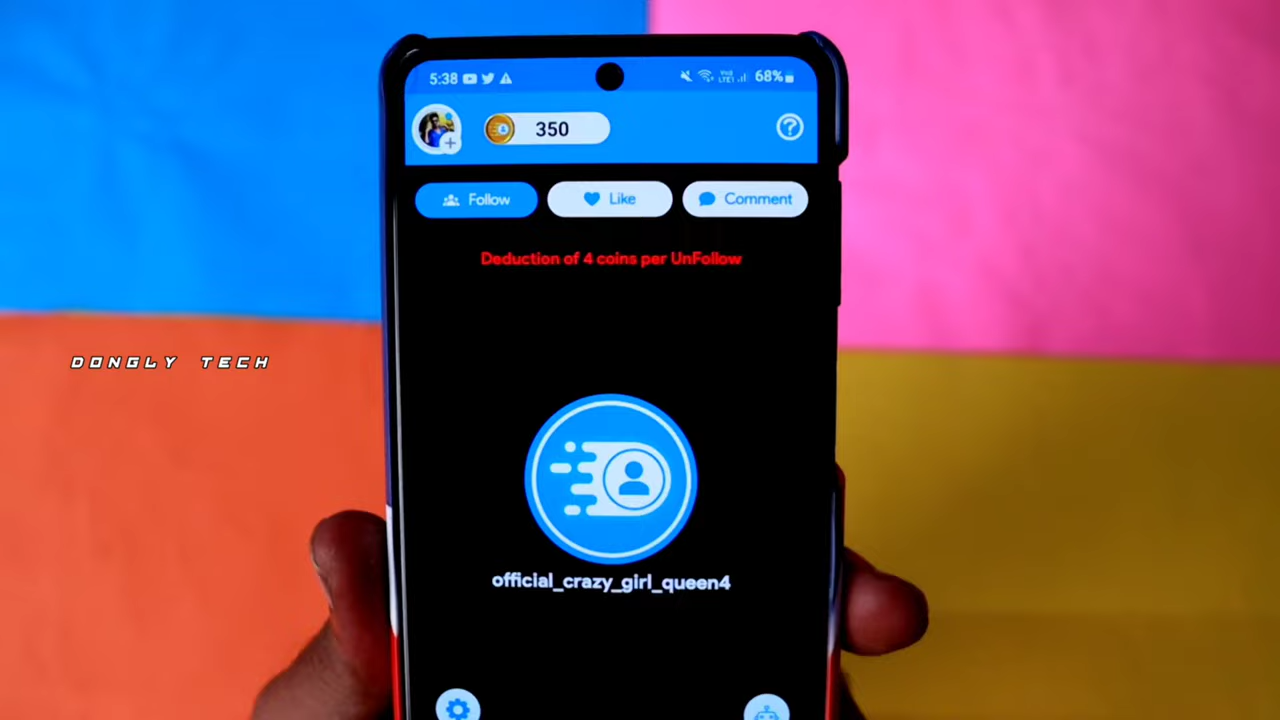 5:38 68%
350
Follow Like Comment
Deduction of 4 coins per UnFollow
DONGLY TECH
official_crazy_girl_queen4